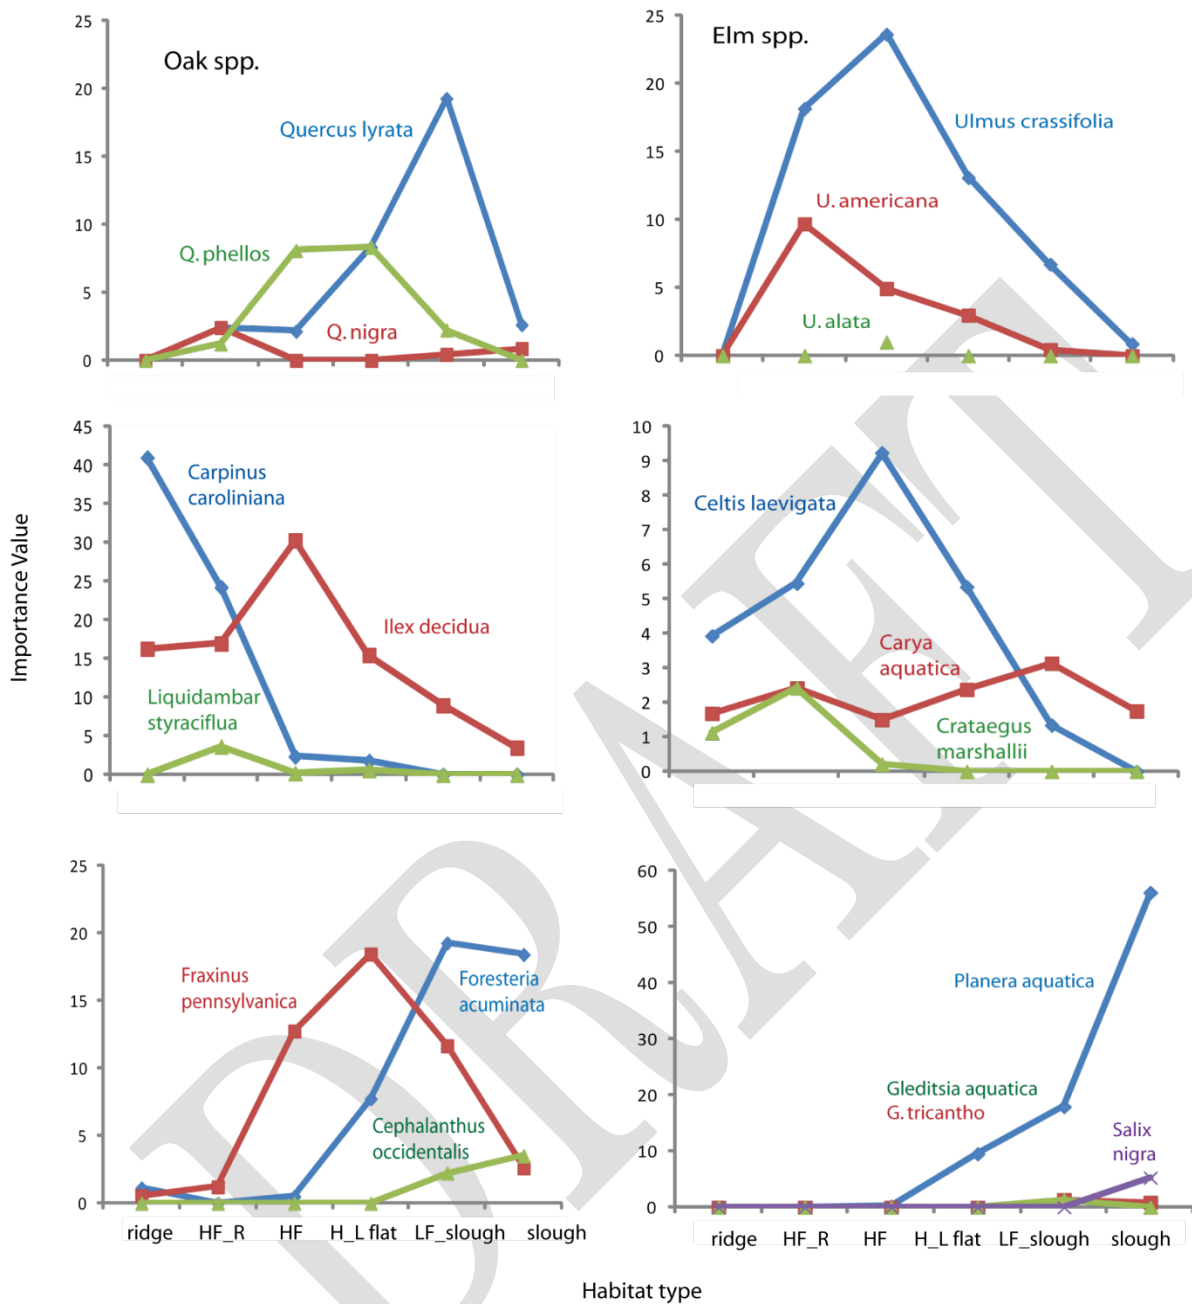 Oak spp.
25
20
15
10
5
0
Quercus lyrata
Q. phellos
Q. nigra
Elm spp.
25
20
15
10
5
0
Ulmus crassifolia
U. americana
U. alata
45
40
35
30
25
20
15
10
5
0
Carpinus
caroliniana
Ilex decidua
Liquidambar
styraciflua
10
9
8
7
6
5
4
3
2
1
0
Celtis laevigata
Carya
aquatica
Crataegus
marshallii
Importance Value
25
20
15
10
5
0
Fraxinus
pennsylvanica
Foresteria
acuminata
Cephalanthus
occidentalis
ridge HF_R HF H_L flat LF_slough slough
60
50
40
30
20
10
0
Planera aquatica
Gleditsia aquatica
G. tricantho
Salix
nigra
ridge HF_R HF H_L flat LF_slough slough
Habitat type
DRAFT